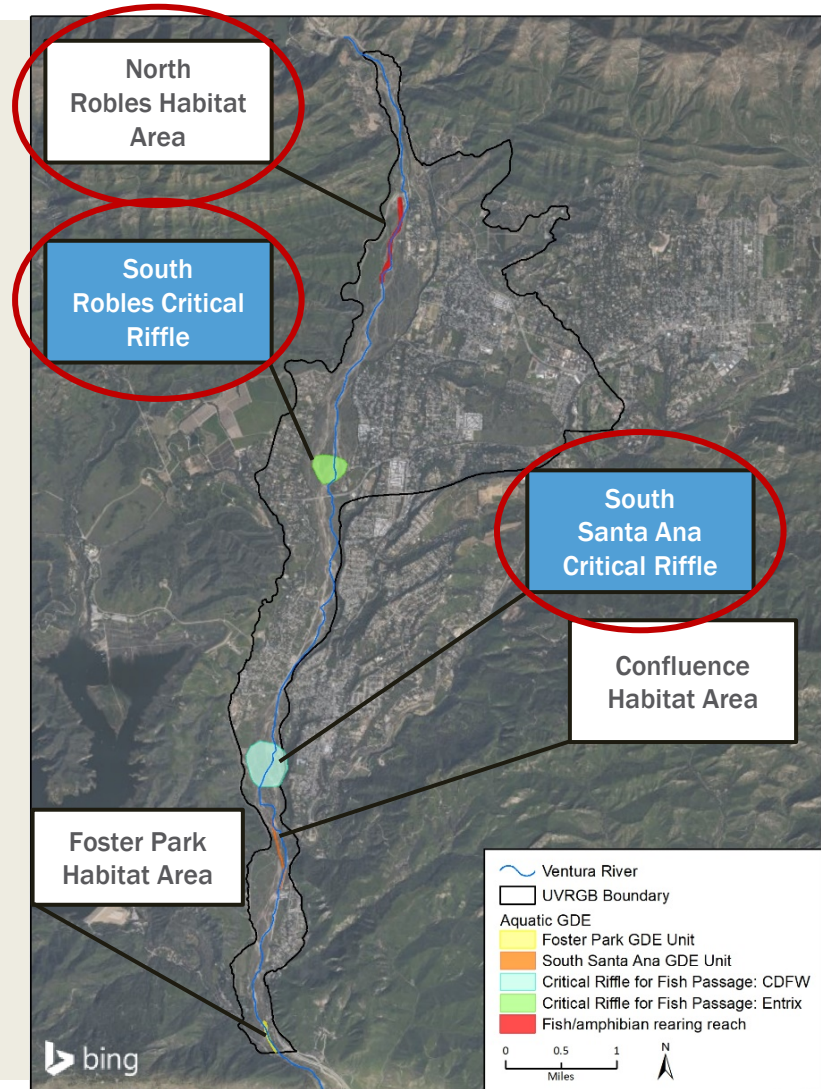 North
Robles Habitat
Area
South
Robles Critical
Riffle
South
Santa Ana
Critical Riffle
Confluence
Habitat Area
Foster Park
Habitat Area
Ventura River
UVRGB Boundary
Aquatic GDE
Foster Park GDE Unit
South Santa Ana GDE Unit
Critical Riffle for Fish Passage: CDFW
Critical Riffle for Fish Passage: Entrix
Fish/amphibian rearing reach
0 0.5 1
Miles
N
bing